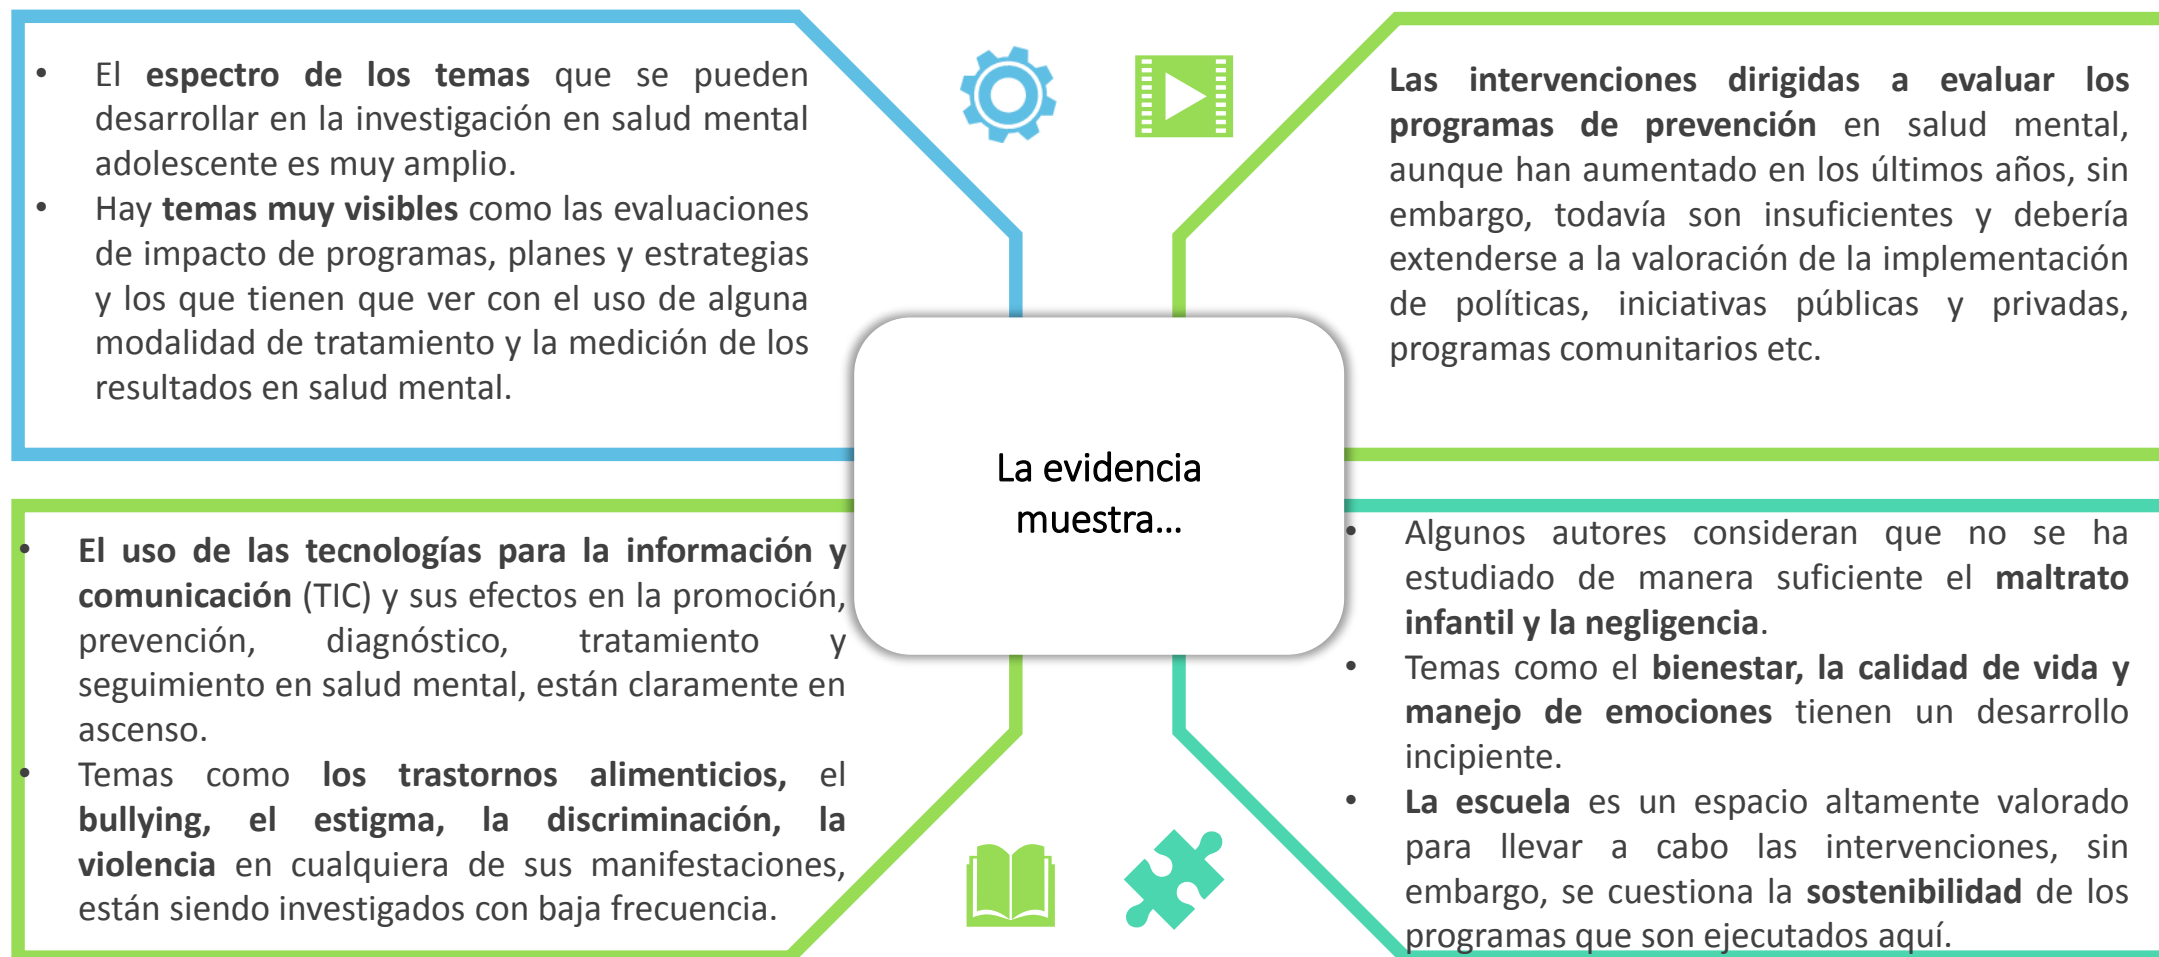 • El espectro de los temas que se pueden
desarrollar en la investigación en salud mental
adolescente es muy amplio.
• Hay temas muy visibles como las evaluaciones
de impacto de programas, planes y estrategias
y los que tienen que ver con el uso de alguna
modalidad de tratamiento y la medición de los
resultados en salud mental.
Las intervenciones dirigidas a evaluar los
programas de prevención en salud mental,
aunque han aumentado en los últimos años, sin
embargo, todavía son insuficientes y debería
extenderse a la valoración de la implementación
de políticas, iniciativas públicas y privadas,
programas comunitarios etc.
La evidencia
muestra...
• El uso de las tecnologías para la información y
comunicación (TIC) y sus efectos en la promoción,
prevención, diagnóstico, tratamiento y
seguimiento en salud mental, están claramente en
ascenso.
• Temas como los trastornos alimenticios, el
bullying, el estigma, la discriminación, la
violencia en cualquiera de sus manifestaciones,
están siendo investigados con baja frecuencia.
• Algunos autores consideran que no se ha
estudiado de manera suficiente el maltrato
infantil y la negligencia.
• Temas como el bienestar, la calidad de vida y
manejo de emociones tienen un desarrollo
incipiente.
• La escuela es un espacio altamente valorado
para llevar a cabo las intervenciones, sin
embargo, se cuestiona la sostenibilidad de los
programas que son ejecutados aquí.